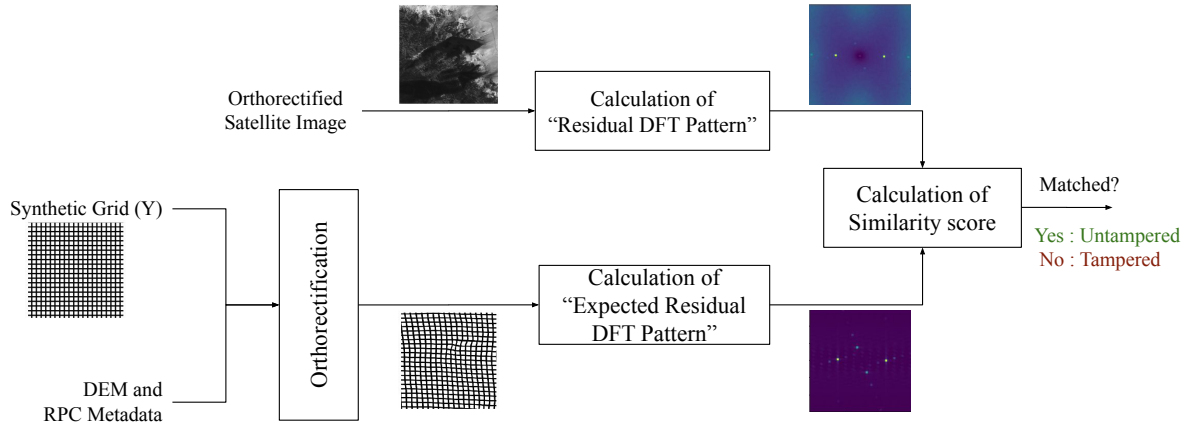 Orthorectified
Satellite Image
Calculation of
“Residual DFT Pattern”
Synthetic Grid (Y)
DEM and
RPC Metadata
Orthorectification
Calculation of
“Expected Residual
DFT Pattern”
Calculation of
Similarity score
Matched?
Yes : Untampered
No : Tampered